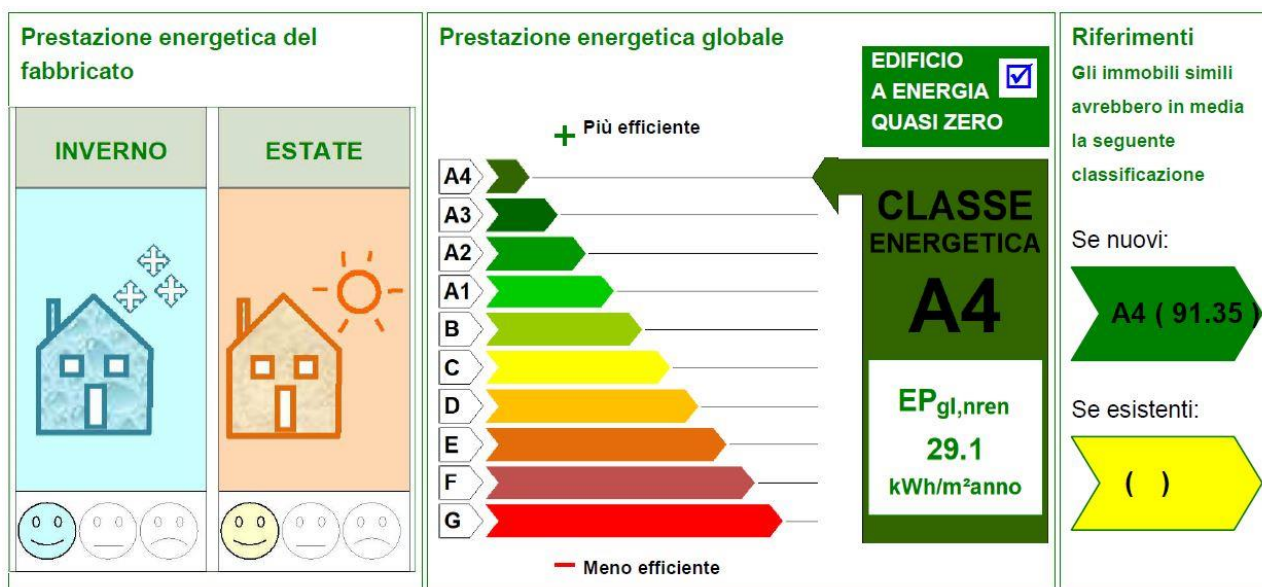 Prestazione energetica del
fabbricato
INVERNO
ESTATE
Prestazione energetica globale
EDIFICIO
A ENERGIA
QUASI ZERO
+ Più efficiente
A4
A3
A2
A1
B
C
D
E
F
G
— Meno efficiente
CLASSE
ENERGETICA
A4
EPgl,nren
29.1
kWh/m²anno
Riferimenti
Gli immobili simili
avrebbero in media
la seguente
classificazione
Se nuovi:
A4 ( 91.35 )
Se esistenti:
( )